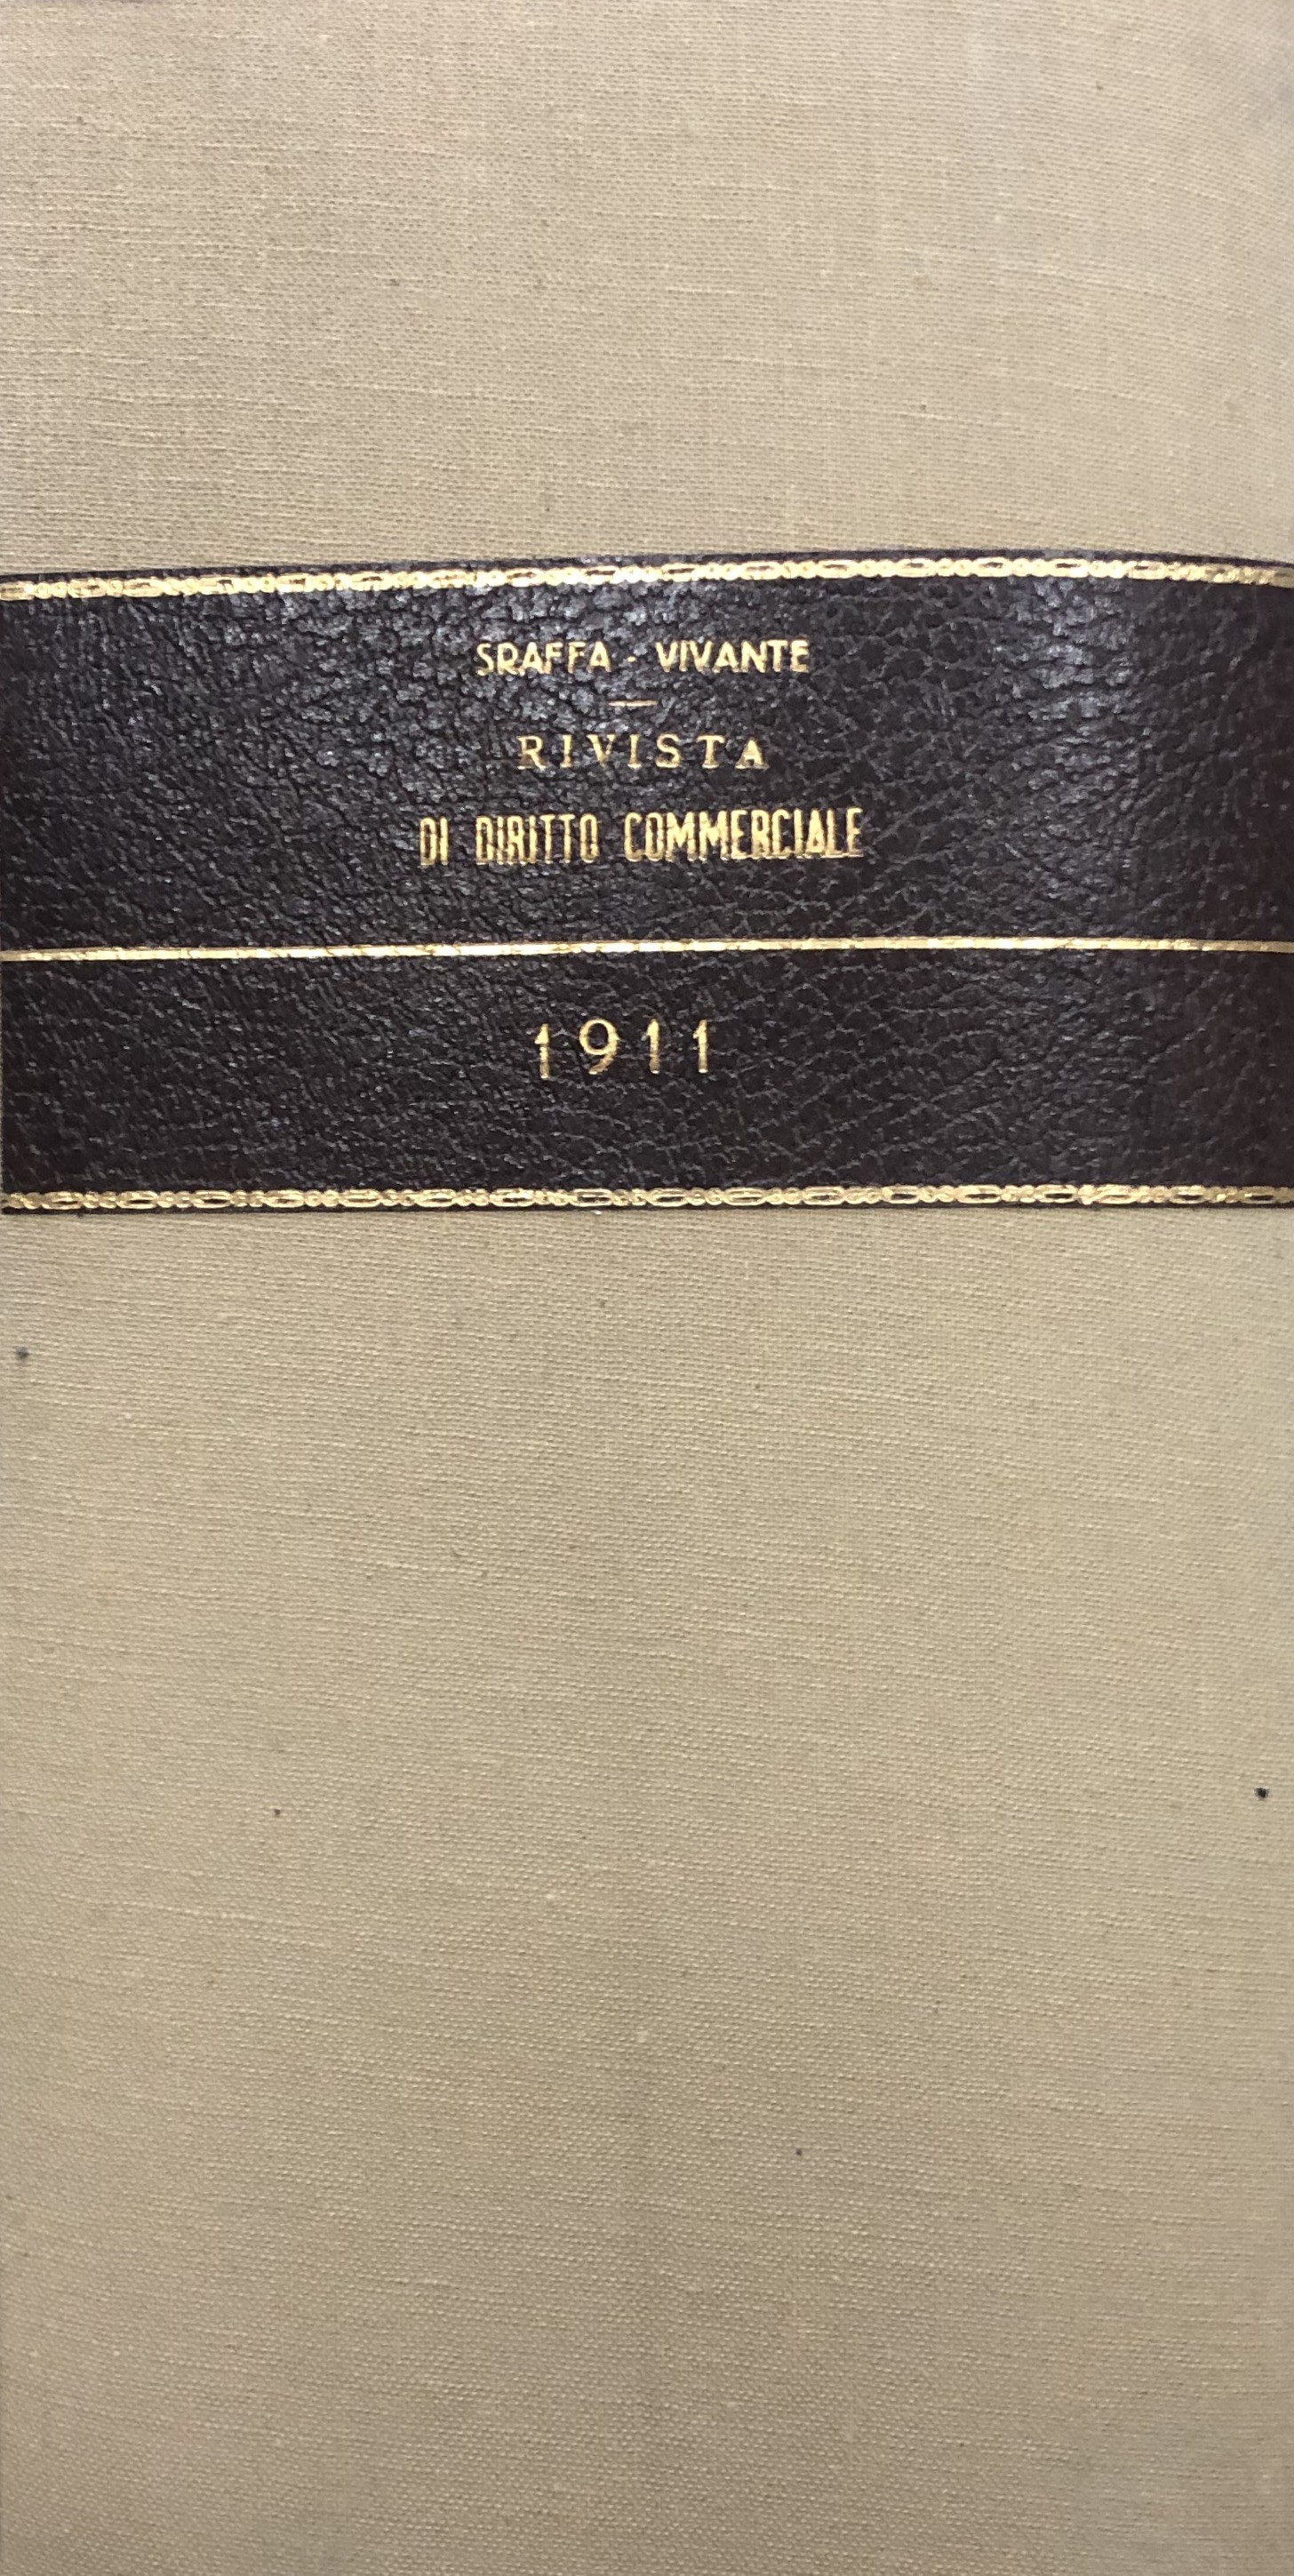 SRAFFA - VIVANTE
RIVISTA
DI DIRITTO COMMERCIALE
1911